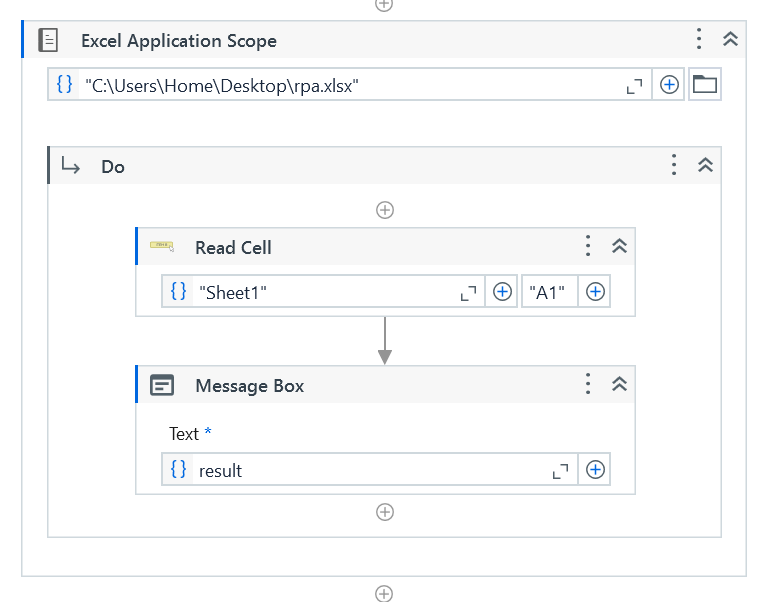 Excel Application Scope
{} "C:\Users\Home\Desktop\rpa.xlsx"
Do
Read Cell
{} "Sheet1" "A1"
Message Box
Text *
{} result